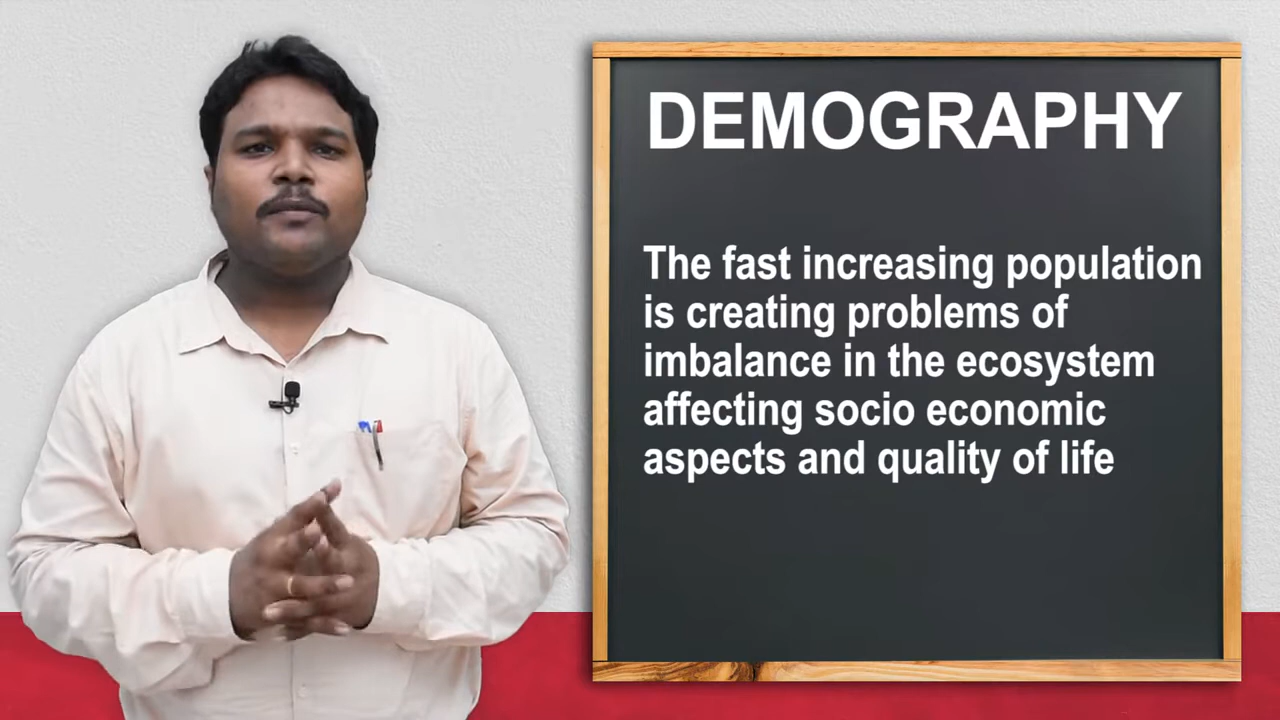 DEMOGRAPHY
The fast increasing population
is creating problems of
imbalance in the ecosystem
affecting socio economic
aspects and quality of life